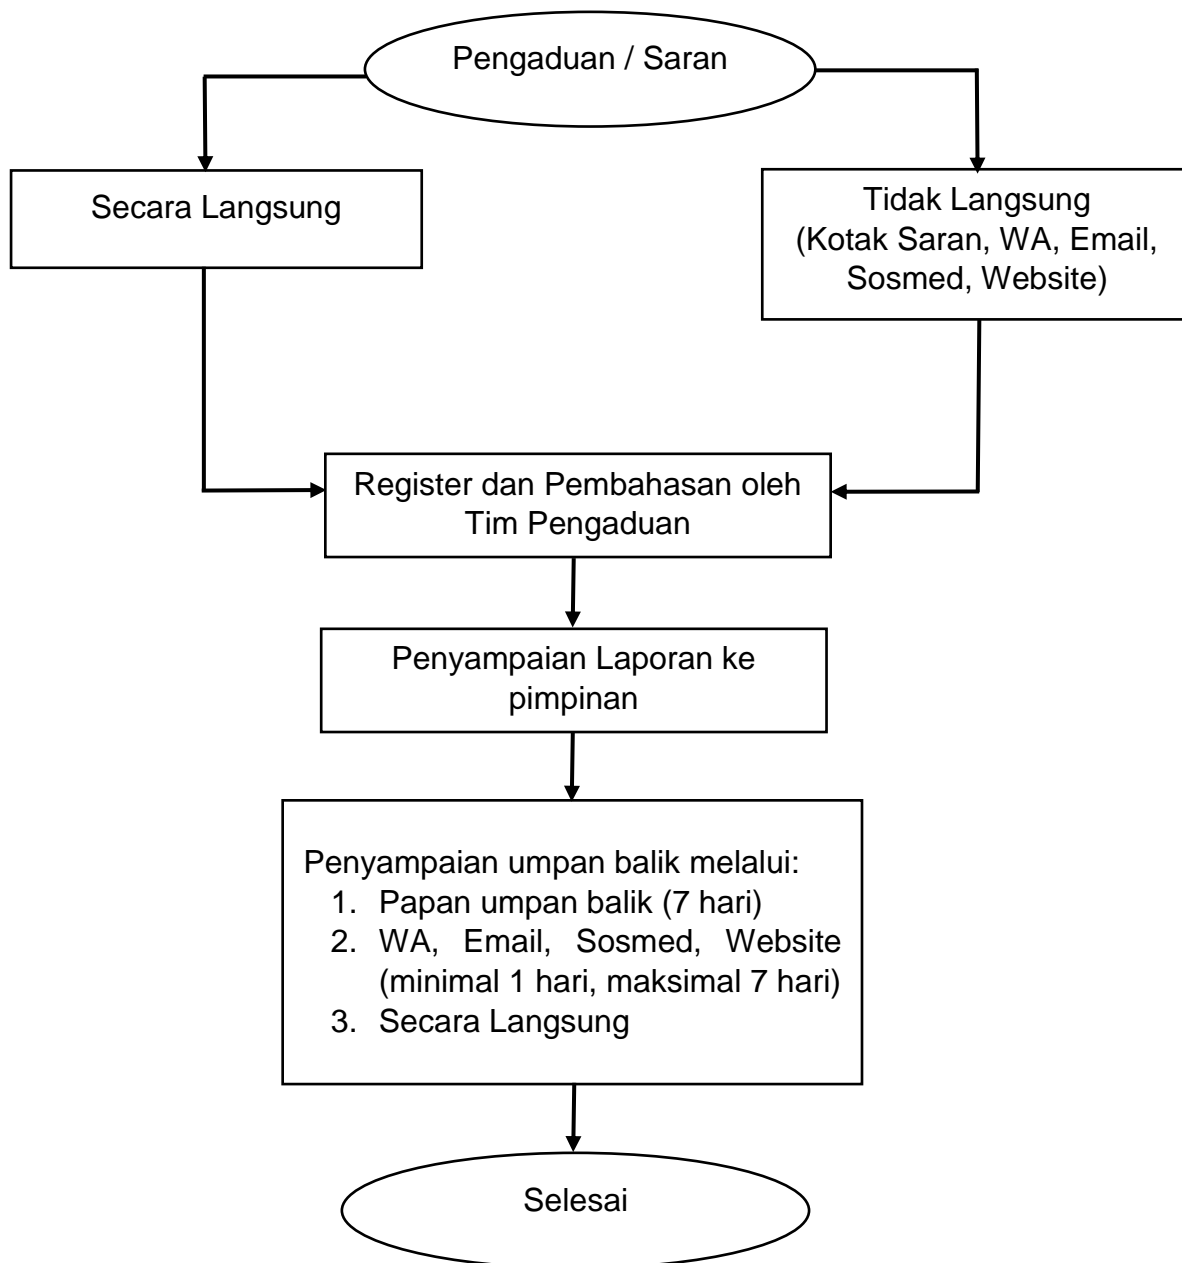 Pengaduan / Saran
Secara Langsung
Tidak Langsung
(Kotak Saran, WA, Email,
Sosmed, Website)
Register dan Pembahasan oleh
Tim Pengaduan
Penyampaian Laporan ke
pimpinan
Penyampaian umpan balik melalui:
1. Papan umpan balik (7 hari)
2. WA, Email, Sosmed, Website
(minimal 1 hari, maksimal 7 hari)
3. Secara Langsung
Selesai